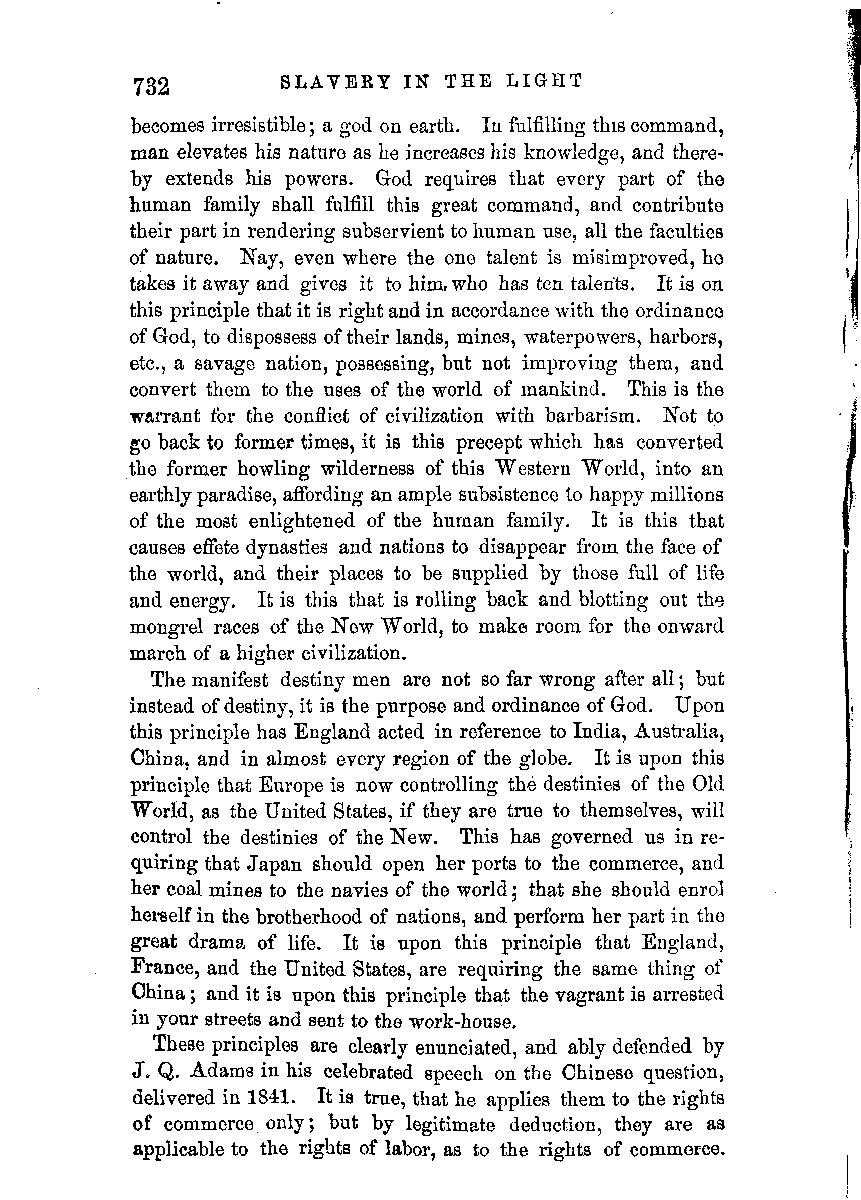 732 SLAVERY IN THE LIGHT
becomes irresistible; a god on earth. In fulfilling this command,
man elevates his nature as he increases his knowledge, and there-
by extends his powers. God requires that every part of the
human family shall fulfill this great command, and contribute
their part in rendering subservient to human use, all the faculties
of nature. Nay, even where the one talent is misimproved, he
takes it away and gives it to him, who has ten talents. It is on
this principle that it is right and in accordance with the ordinance
of God, to dispossess of their lands, mines, waterpowers, harbors,
etc., a savage nation, possessing, but not improving them, and
convert them to the uses of the world of mankind. This is the
warrant for the conflict of civilization with barbarism. Not to
go back to former times, it is this precept which has converted
the former howling wilderness of this Western World, into an
earthly paradise, affording an ample subsistence to happy millions
of the most enlightened of the human family. It is this that
causes effete dynasties and nations to disappear from the face of
the world, and their places to be supplied by those full of life
and energy. It is this that is rolling back and blotting out the
mongrel races of the New World, to make room for the onward
march of a higher civilization.
The manifest destiny men are not so far wrong after all; but
instead of destiny, it is the purpose and ordinance of God. Upon
this principle has England acted in reference to India, Australia,
China, and in almost every region of the globe. It is upon this
principle that Europe is now controlling the destinies of the Old
World, as the United States, if they are true to themselves, will
control the destinies of the New. This has governed us in re-
quiring that Japan should open her ports to the commerce, and
her coal mines to the navies of the world; that she should enrol
herself in the brotherhood of nations, and perform her part in the
great drama of life. It is upon this principle that England,
France, and the United States, are requiring the same thing of
China; and it is upon this principle that the vagrant is arrested
in your streets and sent to the work-house.
These principles are clearly enunciated, and ably defended by
J. Q. Adams in his celebrated speech on the Chinese question,
delivered in 1841. It is true, that he applies them to the rights
of commerce only; but by legitimate deduction, they are as
applicable to the rights of labor, as to the rights of commerce.